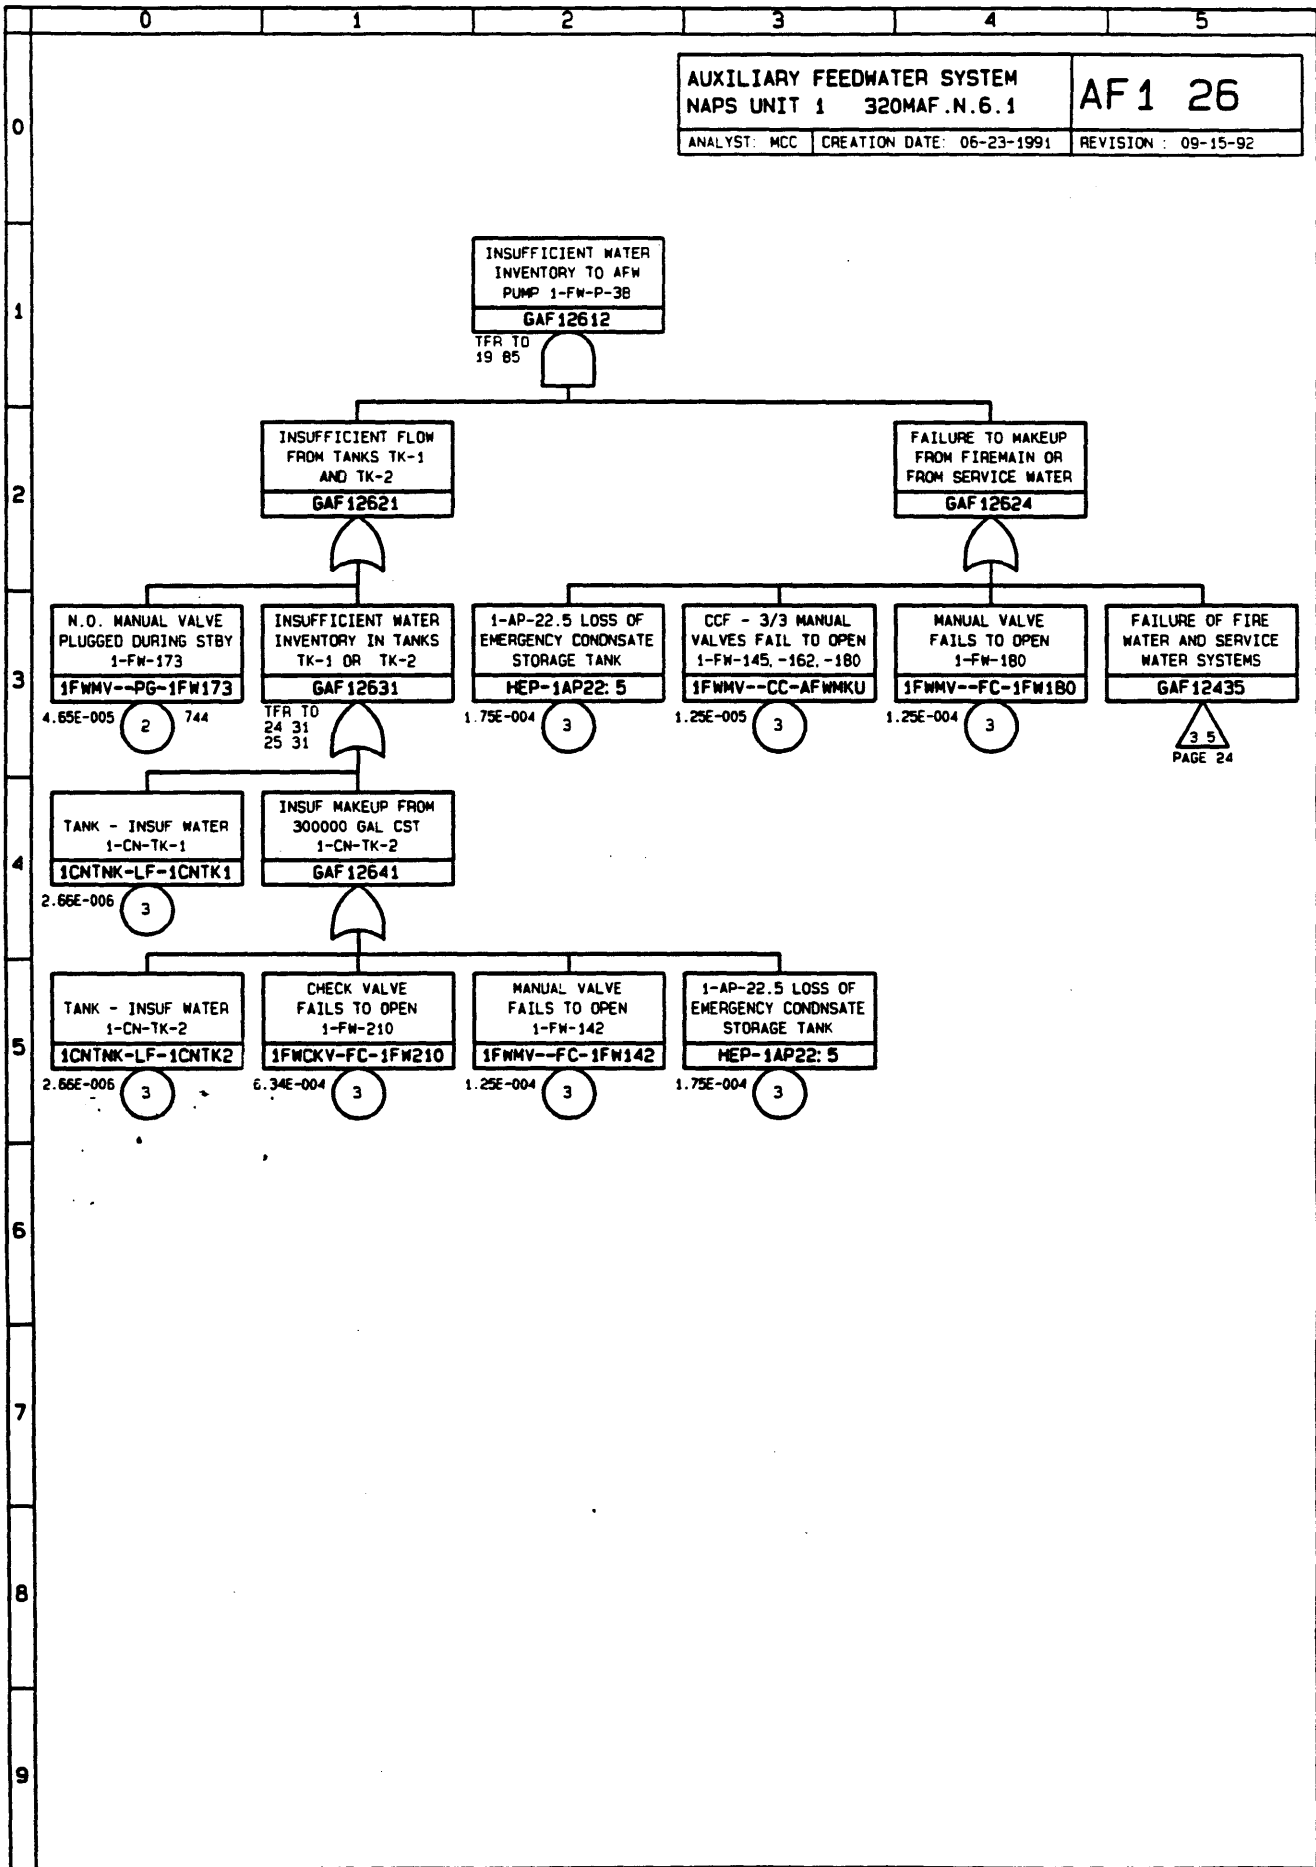 0 1 2 3 4 5
AUXILIARY FEEDWATER SYSTEM
NAPS UNIT 1 320MAF.N.6.1
AF1 26
ANALYST: MCC
CREATION DATE: 06-23-1991
REVISION : 09-15-92
0
INSUFFICIENT WATER
INVENTORY TO AFW
PUMP 1-FW-P-3B
GAF12612
TFR TO
19 85
1
INSUFFICIENT FLOW
FROM TANKS TK-1
AND TK-2
GAF12621
FAILURE TO MAKEUP
FROM FIREMAIN OR
FROM SERVICE WATER
GAF12624
2
N.O. MANUAL VALVE
PLUGGED DURING STBY
1-FW-173
1FWMV--PG-1FW173
4.65E-005
2
744
INSUFFICIENT WATER
INVENTORY IN TANKS
TK-1 OR TK-2
GAF12631
TFR TO
24 31
25 31
1-AP-22.5 LOSS OF
EMERGENCY CONDNSATE
STORAGE TANK
HEP-1AP22:5
1.75E-004
3
CCF - 3/3 MANUAL
VALVES FAIL TO OPEN
1-FW-145,-162,-180
1FWMV--CC-AFWMKU
1.25E-005
3
MANUAL VALVE
FAILS TO OPEN
1-FW-180
1FWMV--FC-1FW180
1.25E-004
3
FAILURE OF FIRE
WATER AND SERVICE
WATER SYSTEMS
GAF12435
3 5
PAGE 24
3
TANK - INSUF WATER
1-CN-TK-1
1CNTNK-LF-1CNTK1
2.66E-006
3
INSUF MAKEUP FROM
300000 GAL CST
1-CN-TK-2
GAF12641
4
TANK - INSUF WATER
1-CN-TK-2
1CNTNK-LF-1CNTK2
2.66E-006
3
CHECK VALVE
FAILS TO OPEN
1-FW-210
1FWCKV-FC-1FW210
6.34E-004
3
MANUAL VALVE
FAILS TO OPEN
1-FW-142
1FWMV--FC-1FW142
1.25E-004
3
1-AP-22.5 LOSS OF
EMERGENCY CONDNSATE
STORAGE TANK
HEP-1AP22:5
1.75E-004
3
5
6
7
8
9